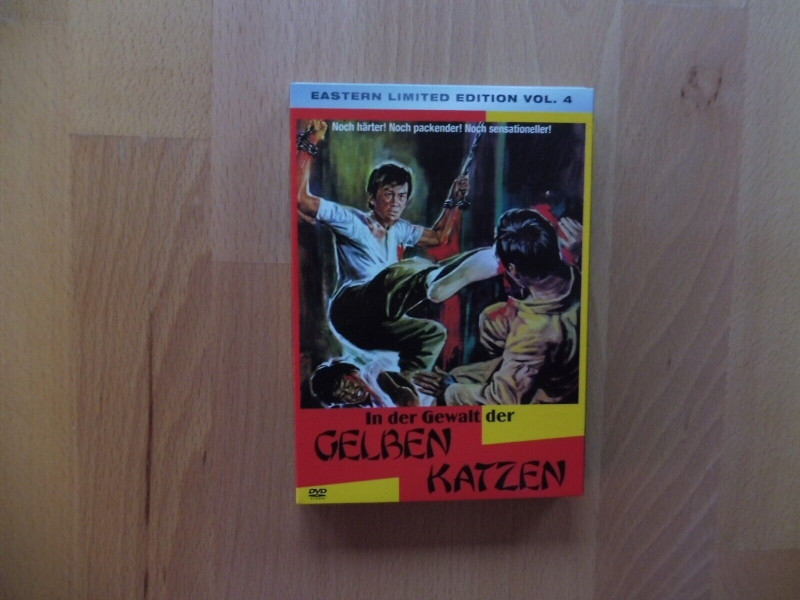 EASTERN LIMITED EDITION VOL. 4
Noch härter! Noch packender! Noch sensationeller!
In der Gewalt der
GELBEN
KATZEN
DVD